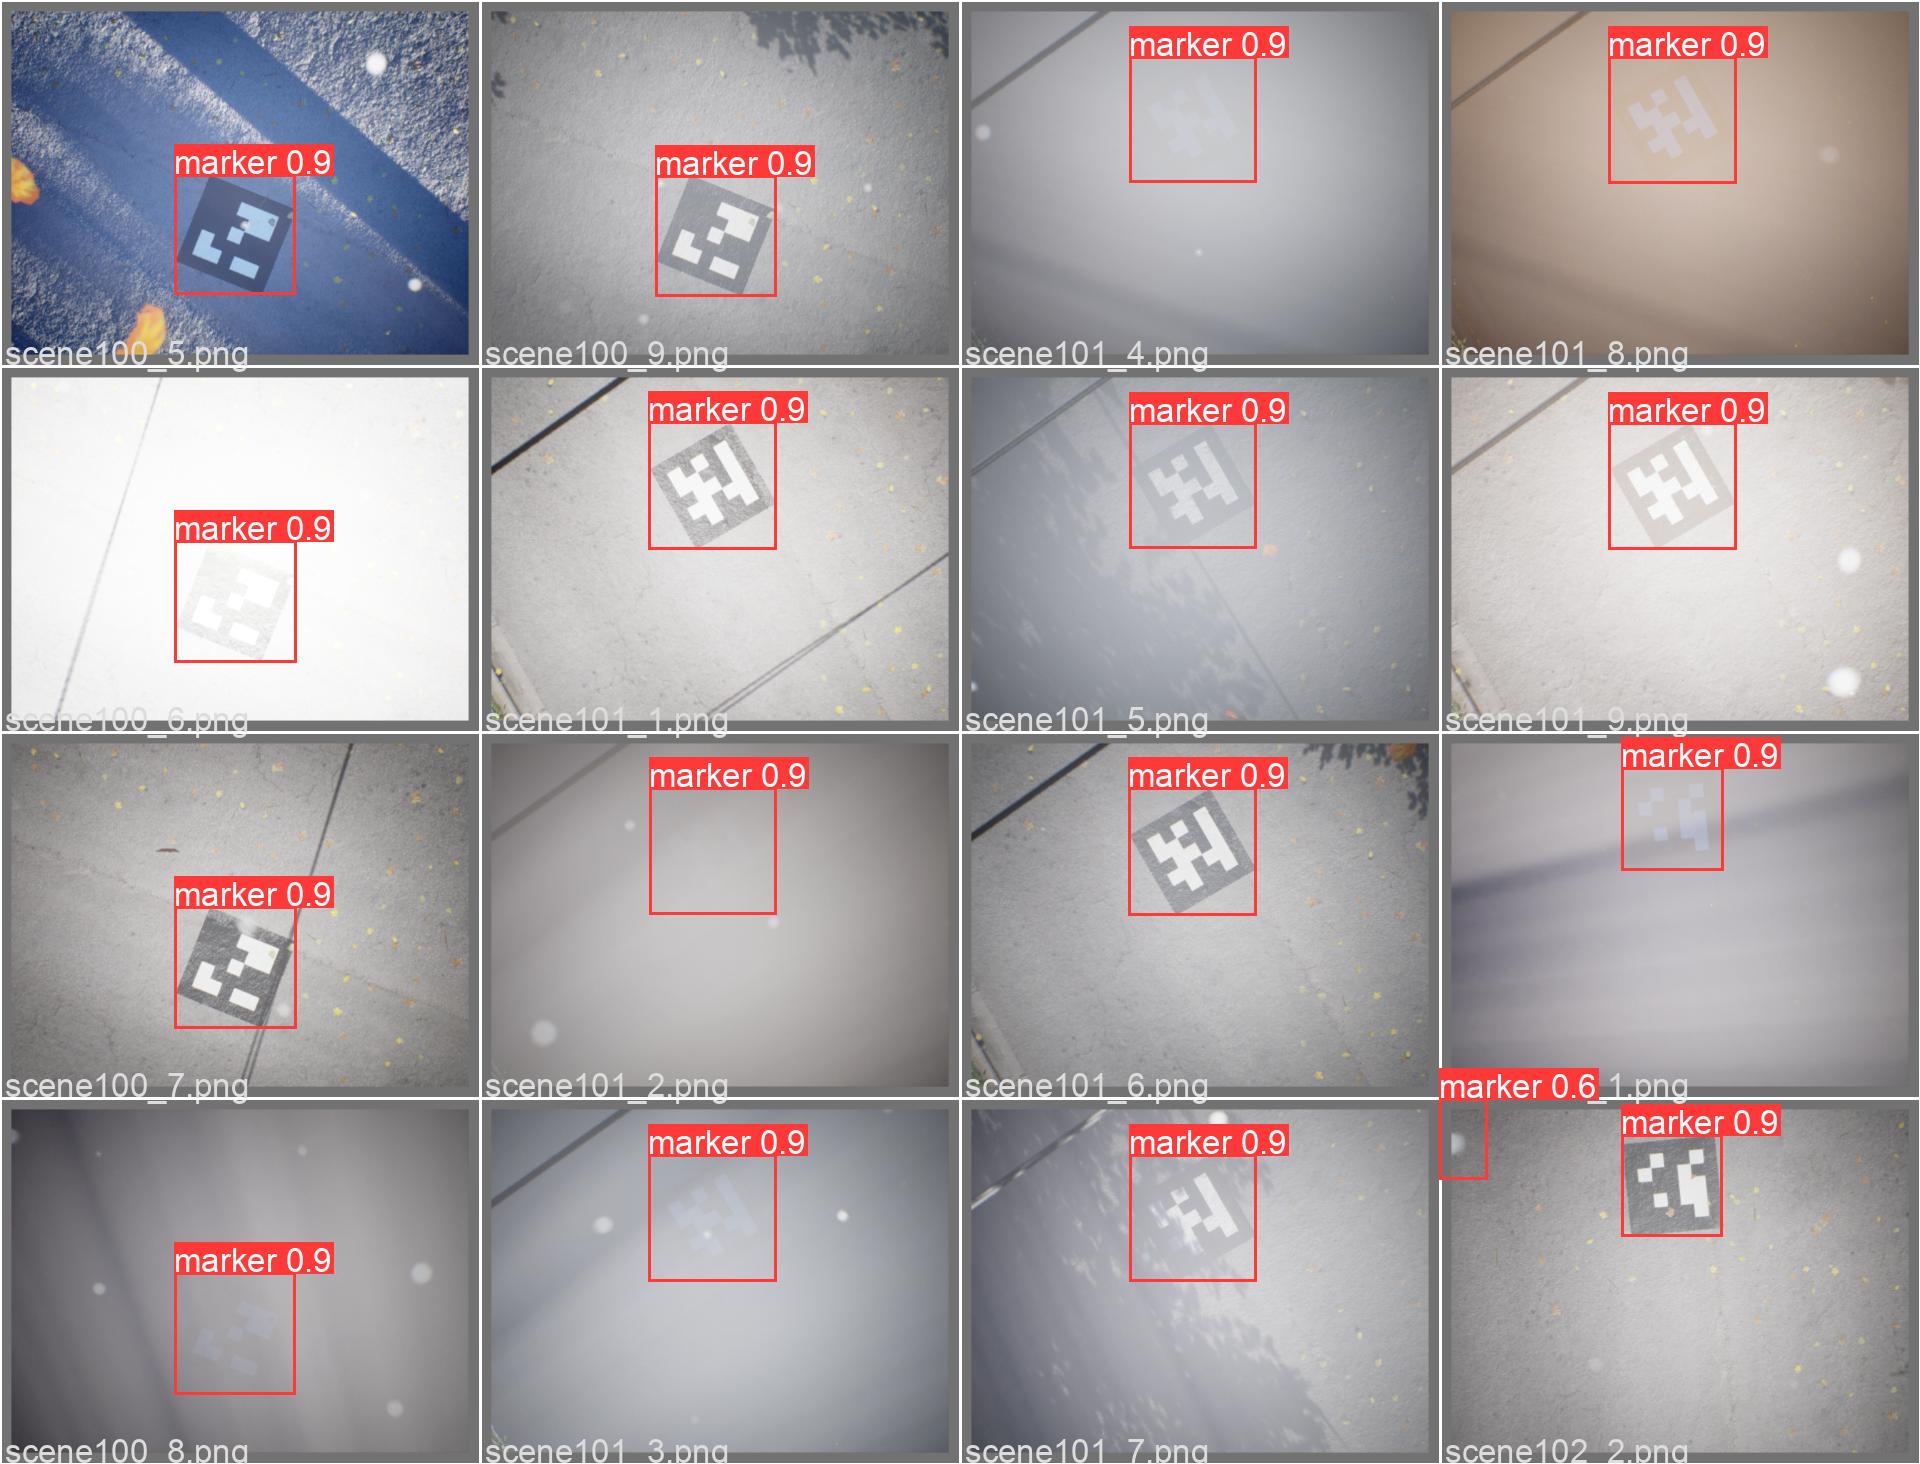 marker 0.9
scene100_5.png
marker 0.9
scene100_9.png
marker 0.9
scene101_4.png
marker 0.9
scene101_8.png
marker 0.9
scene100_6.png
marker 0.9
scene101_1.png
marker 0.9
scene101_5.png
marker 0.9
scene101_9.png
marker 0.9
scene100_7.png
marker 0.9
scene101_2.png
marker 0.9
scene101_6.png
marker 0.9
_1.png
marker 0.9
scene100_8.png
marker 0.9
scene101_3.png
marker 0.9
scene101_7.png
marker 0.6
marker 0.9
scene102_2.png